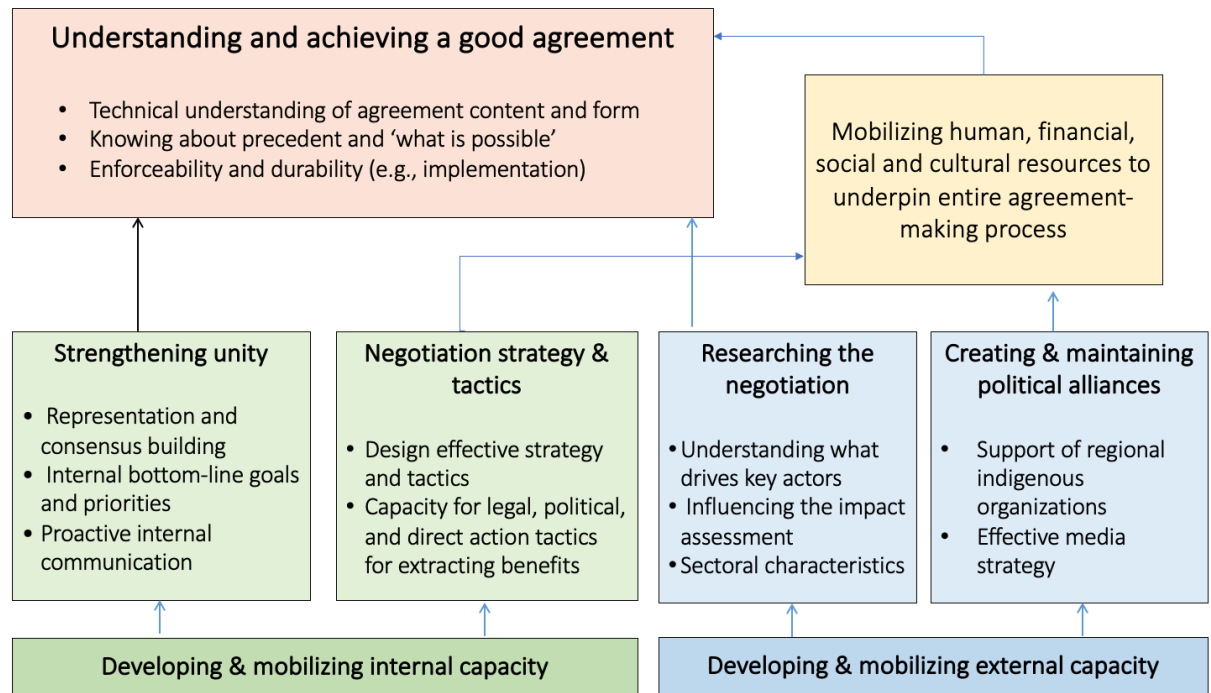 Understanding and achieving a good agreement
• Technical understanding of agreement content and form
• Knowing about precedent and ‘what is possible’
• Enforceability and durability (e.g., implementation)
Mobilizing human, financial,
social and cultural resources to
underpin entire agreement-
making process
Strengthening unity
• Representation and
consensus building
• Internal bottom-line goals
and priorities
• Proactive internal
communication
Negotiation strategy &
tactics
• Design effective strategy
and tactics
• Capacity for legal, political,
and direct action tactics
for extracting benefits
Researching the
negotiation
• Understanding what
drives key actors
• Influencing the impact
assessment
• Sectoral characteristics
Creating & maintaining
political alliances
• Support of regional
indigenous
organizations
• Effective media
strategy
Developing & mobilizing internal capacity
Developing & mobilizing external capacity